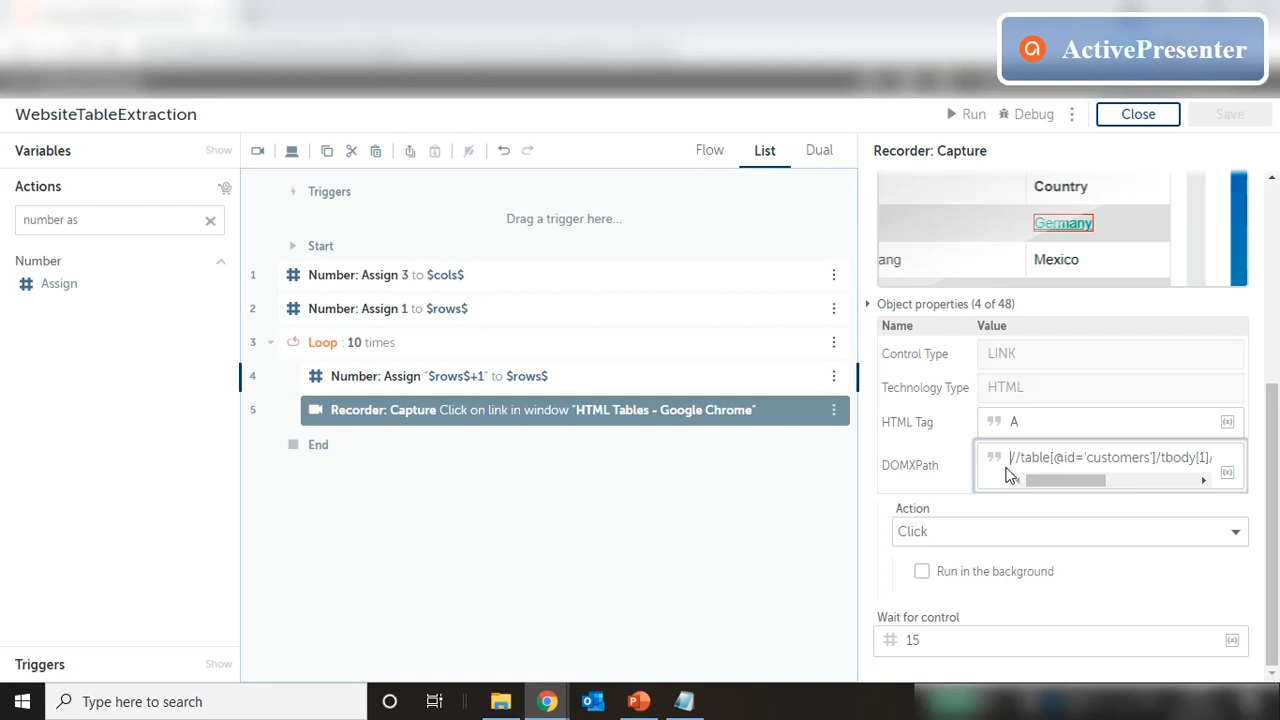 ActivePresenter
WebsiteTableExtraction
Run
Debug
Close
Save
Variables
Show
Flow
List
Dual
Recorder: Capture
Actions
number as
Number
Assign
Triggers
Show
Triggers
Drag a trigger here...
Start
1 Number: Assign 3 to $cols$
2 Number: Assign 1 to $rows$
3 Loop : 10 times
4 Number: Assign "$rows$+1" to $rows$
5 Recorder: Capture Click on link in window "HTML Tables - Google Chrome"
End
Country
Germany
ang
Mexico
Object properties (4 of 48)
Name Value
Control Type LINK
Technology Type HTML
HTML Tag A
DOMXPath //table[@id='customers']/tbody[1]/
Action
Click
Run in the background
Wait for control
15
Type here to search